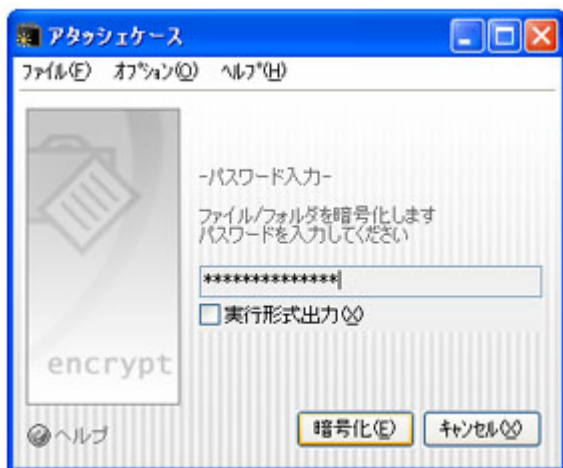 アタッシェケース
ﾌｧｲﾙ(F) ｵﾌﾟｼｮﾝ(O) ﾍﾙﾌﾟ(H)
-パスワード入力-
ファイル/フォルダを暗号化します
パスワードを入力してください
**************
実行形式出力(X)
encrypt
ヘルプ
暗号化(E) ｷｬﾝｾﾙ(X)